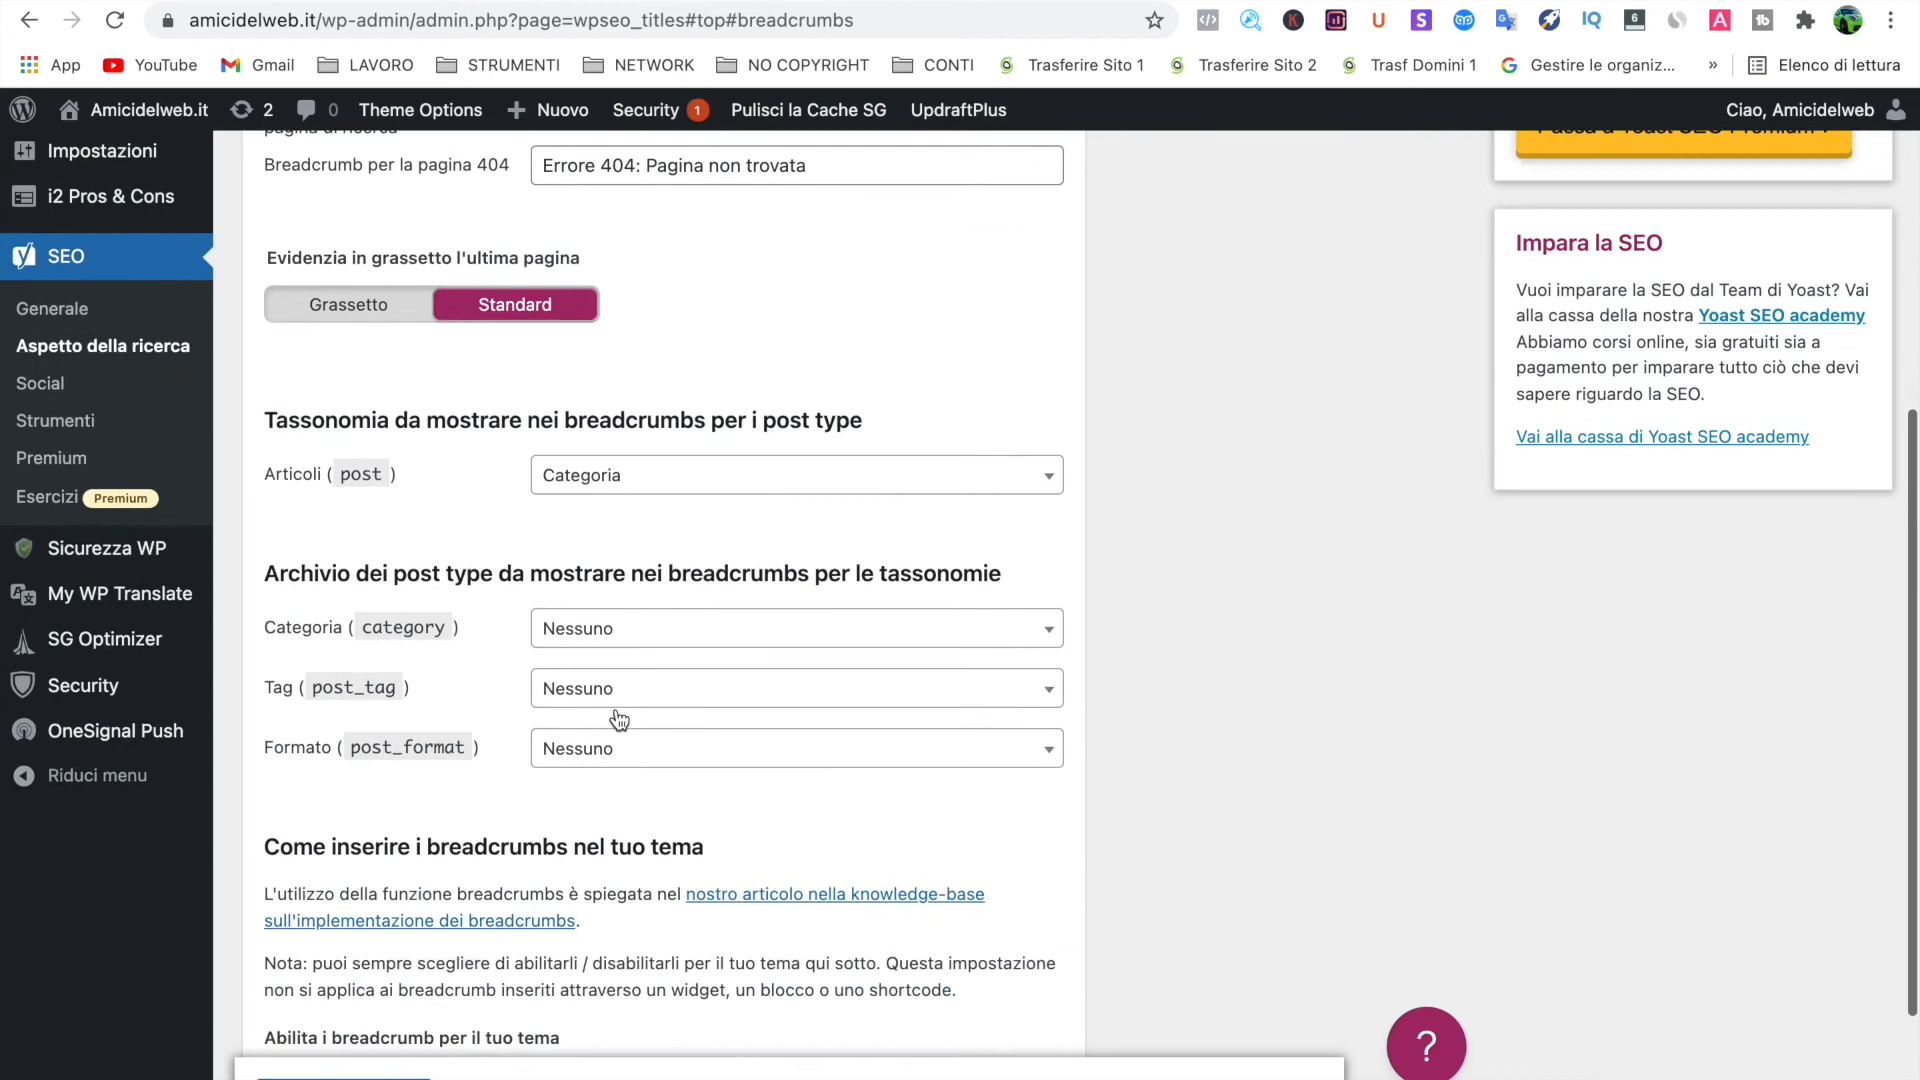 amicidelweb.it/wp-admin/admin.php?page=wpseo_titles#top#breadcrumbs
App YouTube Gmail LAVORO STRUMENTI NETWORK NO COPYRIGHT CONTI Trasferire Sito 1 Trasferire Sito 2 Trasf Domini 1 Gestire le organiz... » Elenco di lettura
Amicidelweb.it 2 0 Theme Options Nuovo Security 1 Pulisci la Cache SG UpdraftPlus Ciao, Amicidelweb
Impostazioni
i2 Pros & Cons
SEO
Generale
Aspetto della ricerca
Social
Strumenti
Premium
Esercizi Premium
Sicurezza WP
My WP Translate
SG Optimizer
Security
OneSignal Push
Riduci menu
pagina di ricerca
Breadcrumb per la pagina 404 Errore 404: Pagina non trovata
Evidenzia in grassetto l'ultima pagina
Grassetto Standard
Tassonomia da mostrare nei breadcrumbs per i post type
Articoli ( post ) Categoria
Archivio dei post type da mostrare nei breadcrumbs per le tassonomie
Categoria ( category ) Nessuno
Tag ( post_tag ) Nessuno
Formato ( post_format ) Nessuno
Come inserire i breadcrumbs nel tuo tema
L'utilizzo della funzione breadcrumbs è spiegata nel nostro articolo nella knowledge-base
sull'implementazione dei breadcrumbs.
Nota: puoi sempre scegliere di abilitarli / disabilitarli per il tuo tema qui sotto. Questa impostazione
non si applica ai breadcrumb inseriti attraverso un widget, un blocco o uno shortcode.
Abilita i breadcrumb per il tuo tema
Passa a Yoast SEO Premium
Impara la SEO
Vuoi imparare la SEO dal Team di Yoast? Vai
alla cassa della nostra Yoast SEO academy
Abbiamo corsi online, sia gratuiti sia a
pagamento per imparare tutto ciò che devi
sapere riguardo la SEO.
Vai alla cassa di Yoast SEO academy
?